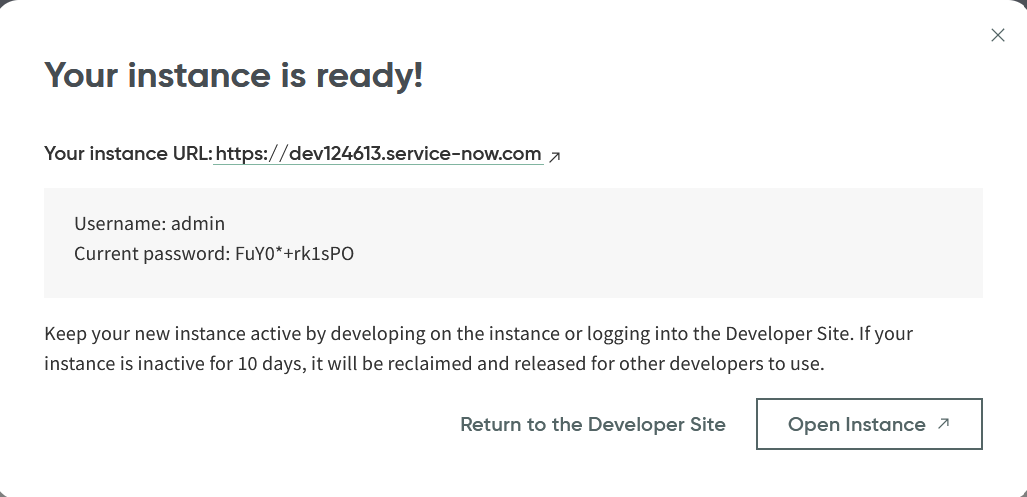 Your instance is ready!
Your instance URL: https://dev124613.service-now.com
Username: admin
Current password: FuY0*+rk1sPO
Keep your new instance active by developing on the instance or logging into the Developer Site. If your
instance is inactive for 10 days, it will be reclaimed and released for other developers to use.
Return to the Developer Site
Open Instance